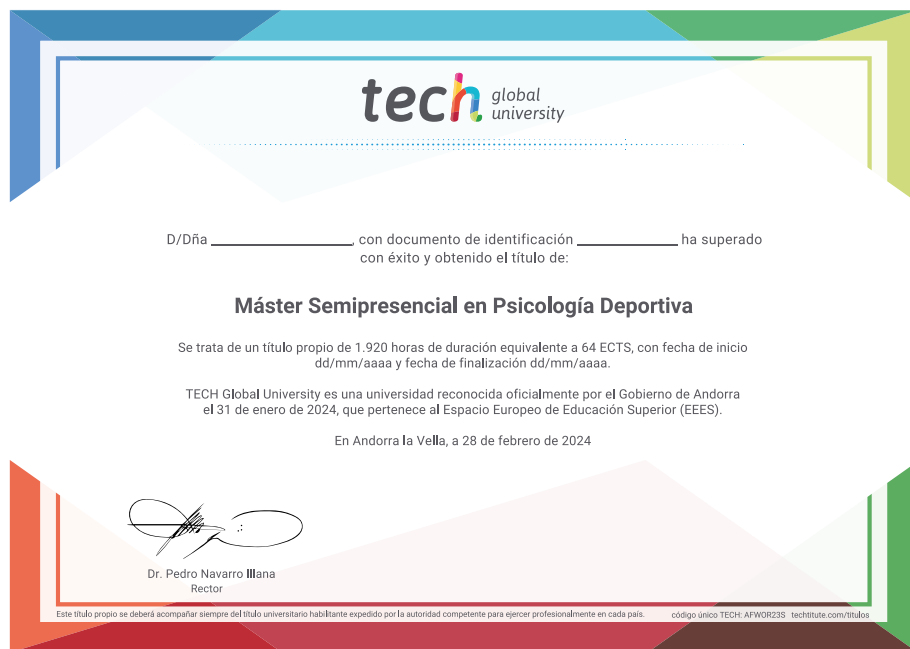 tech global
university
D/Dña ______________, con documento de identificación __________ ha superado
con éxito y obtenido el título de:
Máster Semipresencial en Psicología Deportiva
Se trata de un título propio de 1.920 horas de duración equivalente a 64 ECTS, con fecha de inicio
dd/mm/aaaa y fecha de finalización dd/mm/aaaa.
TECH Global University es una universidad reconocida oficialmente por el Gobierno de Andorra
el 31 de enero de 2024, que pertenece al Espacio Europeo de Educación Superior (EEES).
En Andorra la Vella, a 28 de febrero de 2024
Dr. Pedro Navarro Illana
Rector
Este título propio se deberá acompañar siempre del título universitario habilitante expedido por la autoridad competente para ejercer profesionalmente en cada país. código único TECH: AFWOR23S techtitute.com/titulos